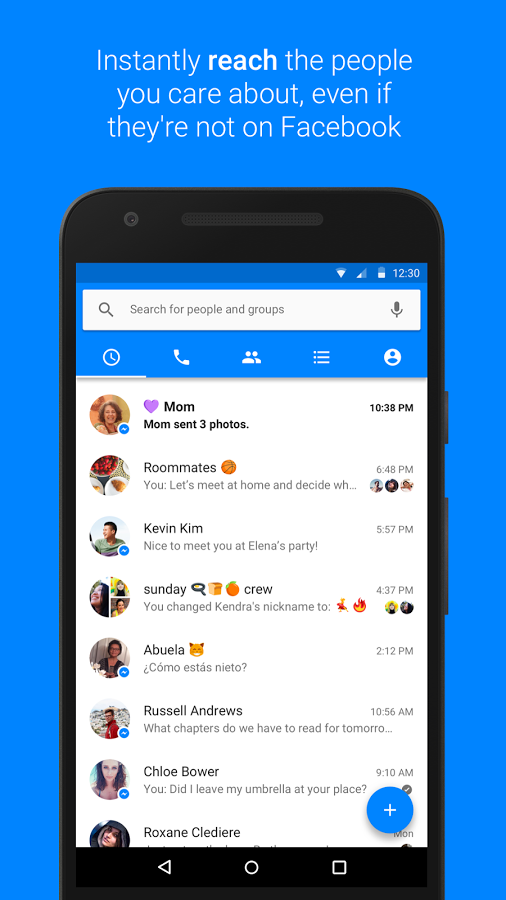 Instantly reach the people
you care about, even if
they're not on Facebook
12:30
Search for people and groups
💜 Mom 10:38 PM
Mom sent 3 photos.
Roommates 🏀 6:48 PM
You: Let's meet at home and decide wh...
Kevin Kim 5:57 PM
Nice to meet you at Elena's party!
sunday 🍳🍞🍊 crew 4:37 PM
You changed Kendra's nickname to: 💃🔥
Abuela 😸 2:12 PM
¿Cómo estás nieto?
Russell Andrews 10:56 AM
What chapters do we have to read for tomorro...
Chloe Bower 9:10 AM
You: Did I leave my umbrella at your place?
Roxane Clediere Mon